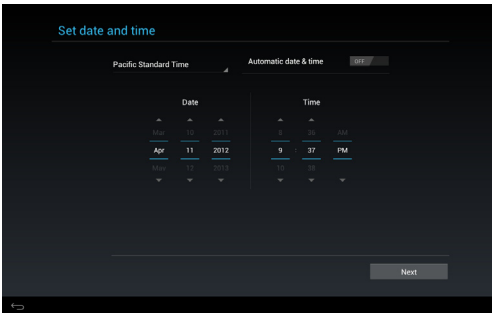 Set date and time
Pacific Standard Time
Automatic date & time OFF
Date Time
Mar 10 2011 8 36 AM
Apr 11 2012 9 : 37 PM
May 12 2013 10 38
Next